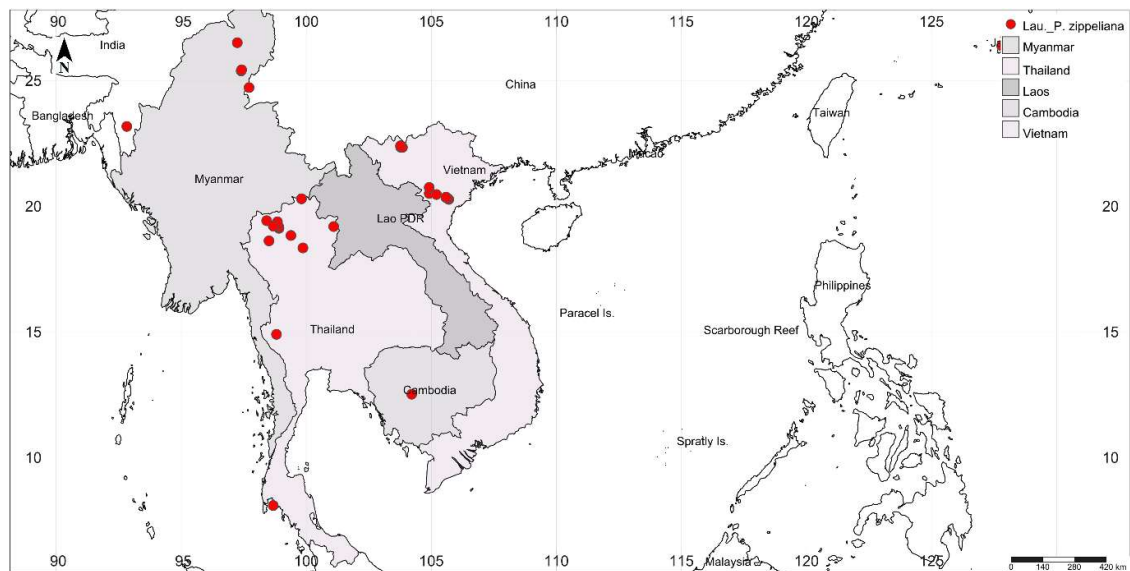 90 95 100 105 110 115 120 125
Lau._P. zippeliana
India
Myanmar
N
Thailand
25
China
Laos
Bangladesh
Cambodia
Taiwan
Vietnam
Macao
Vietnam
Myanmar
20 20
Lao PDR
Philippines
Paracel Is.
15 Thailand Scarborough Reef 15
Cambodia
Spratly Is.
10 10
90 95 100 105 110 115 120 125
Malaysia
0 140 280 420 km